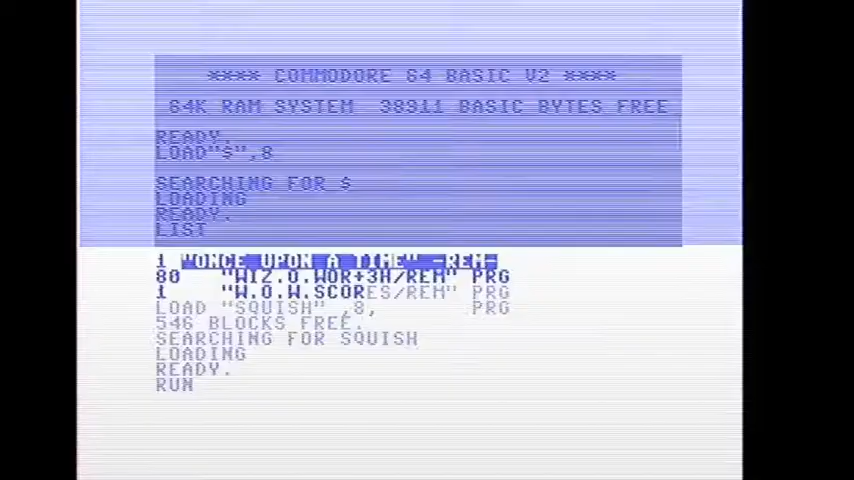 **** COMMODORE 64 BASIC V2 ****
64K RAM SYSTEM 38911 BASIC BYTES FREE
READY.
LOAD"$",8
SEARCHING FOR $
LOADING
READY.
LIST
1 "ONCE UPON A TIME" -REM-
80 "WIZ.O.WOR+3H/REM" PRG
1 "W.O.W.SCORES/REM" PRG
LOAD "SQUISH" ,8, PRG
546 BLOCKS FREE.
SEARCHING FOR SQUISH
LOADING
READY.
RUN